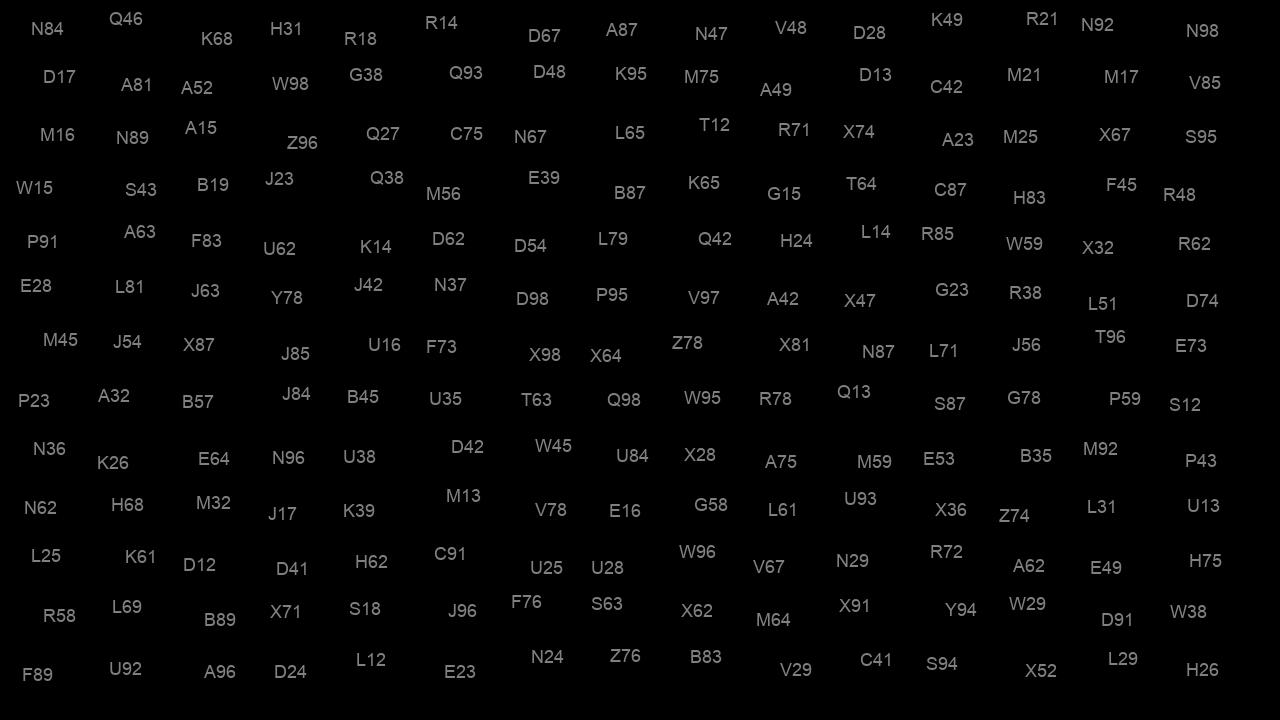 N84 Q46 K68 H31 R18 R14 D67 A87 N47 V48 D28 K49 R21 N92 N98
D17 A81 A52 W98 G38 Q93 D48 K95 M75 A49 D13 C42 M21 M17 V85
M16 N89 A15 Z96 Q27 C75 N67 L65 T12 R71 X74 A23 M25 X67 S95
W15 S43 B19 J23 Q38 M56 E39 B87 K65 G15 T64 C87 H83 F45 R48
P91 A63 F83 U62 K14 D62 D54 L79 Q42 H24 L14 R85 W59 X32 R62
E28 L81 J63 Y78 J42 N37 D98 P95 V97 A42 X47 G23 R38 L51 D74
M45 J54 X87 J85 U16 F73 X98 X64 Z78 X81 N87 L71 J56 T96 E73
P23 A32 B57 J84 B45 U35 T63 Q98 W95 R78 Q13 S87 G78 P59 S12
N36 K26 E64 N96 U38 D42 W45 U84 X28 A75 M59 E53 B35 M92 P43
N62 H68 M32 J17 K39 M13 V78 E16 G58 L61 U93 X36 Z74 L31 U13
L25 K61 D12 D41 H62 C91 U25 U28 W96 V67 N29 R72 A62 E49 H75
R58 L69 B89 X71 S18 J96 F76 S63 X62 M64 X91 Y94 W29 D91 W38
F89 U92 A96 D24 L12 E23 N24 Z76 B83 V29 C41 S94 X52 L29 H26